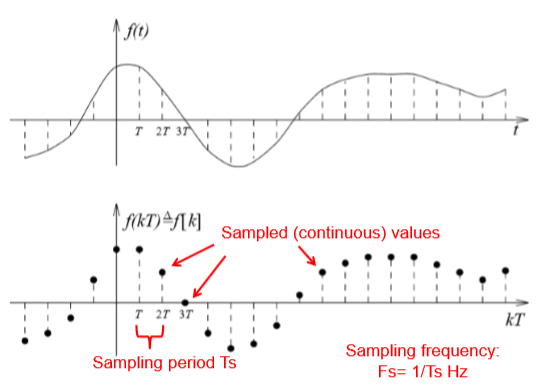 f(t)
T 2T 3T
t
f(kT)≜f[k]
Sampled (continuous) values
T 2T 3T
kT
Sampling period Ts
Sampling frequency:
Fs= 1/Ts Hz